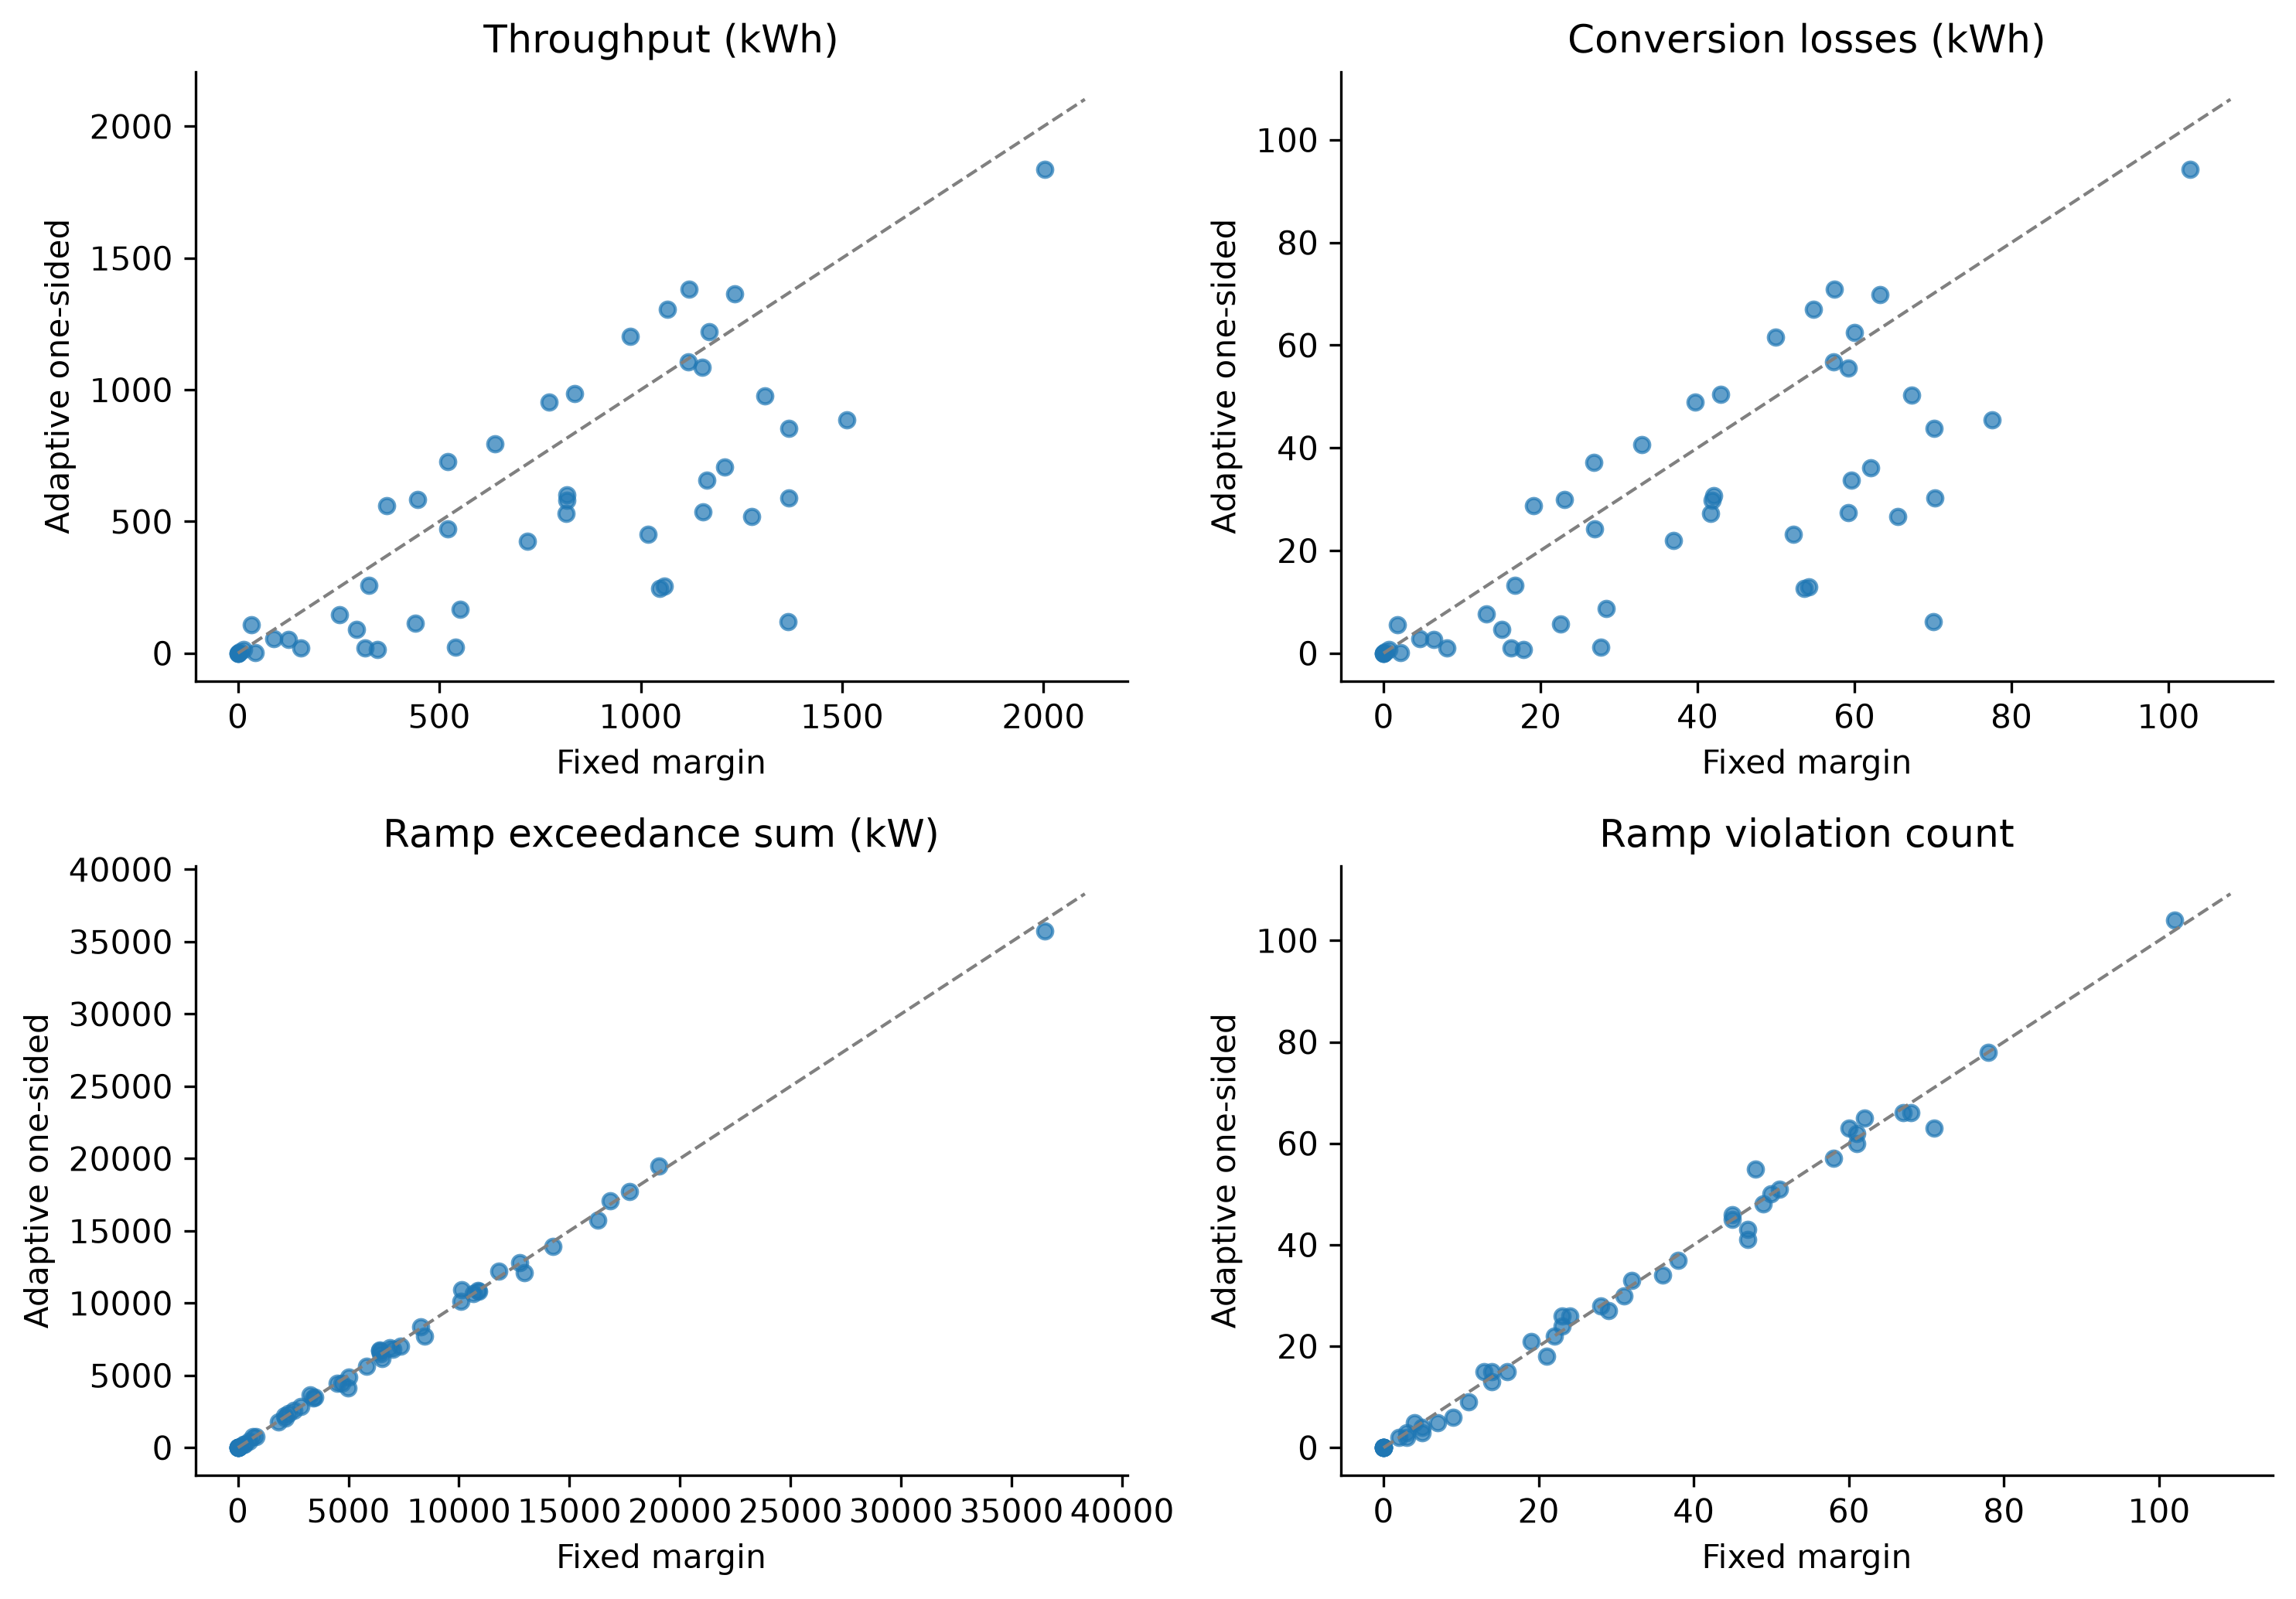 Throughput (kWh)
Adaptive one-sided
2000
1500
1000
500
0
0 500 1000 1500 2000
Fixed margin
Conversion losses (kWh)
Adaptive one-sided
100
80
60
40
20
0
0 20 40 60 80 100
Fixed margin
Ramp exceedance sum (kW)
Adaptive one-sided
40000
35000
30000
25000
20000
15000
10000
5000
0
0 5000 10000 15000 20000 25000 30000 35000 40000
Fixed margin
Ramp violation count
Adaptive one-sided
100
80
60
40
20
0
0 20 40 60 80 100
Fixed margin